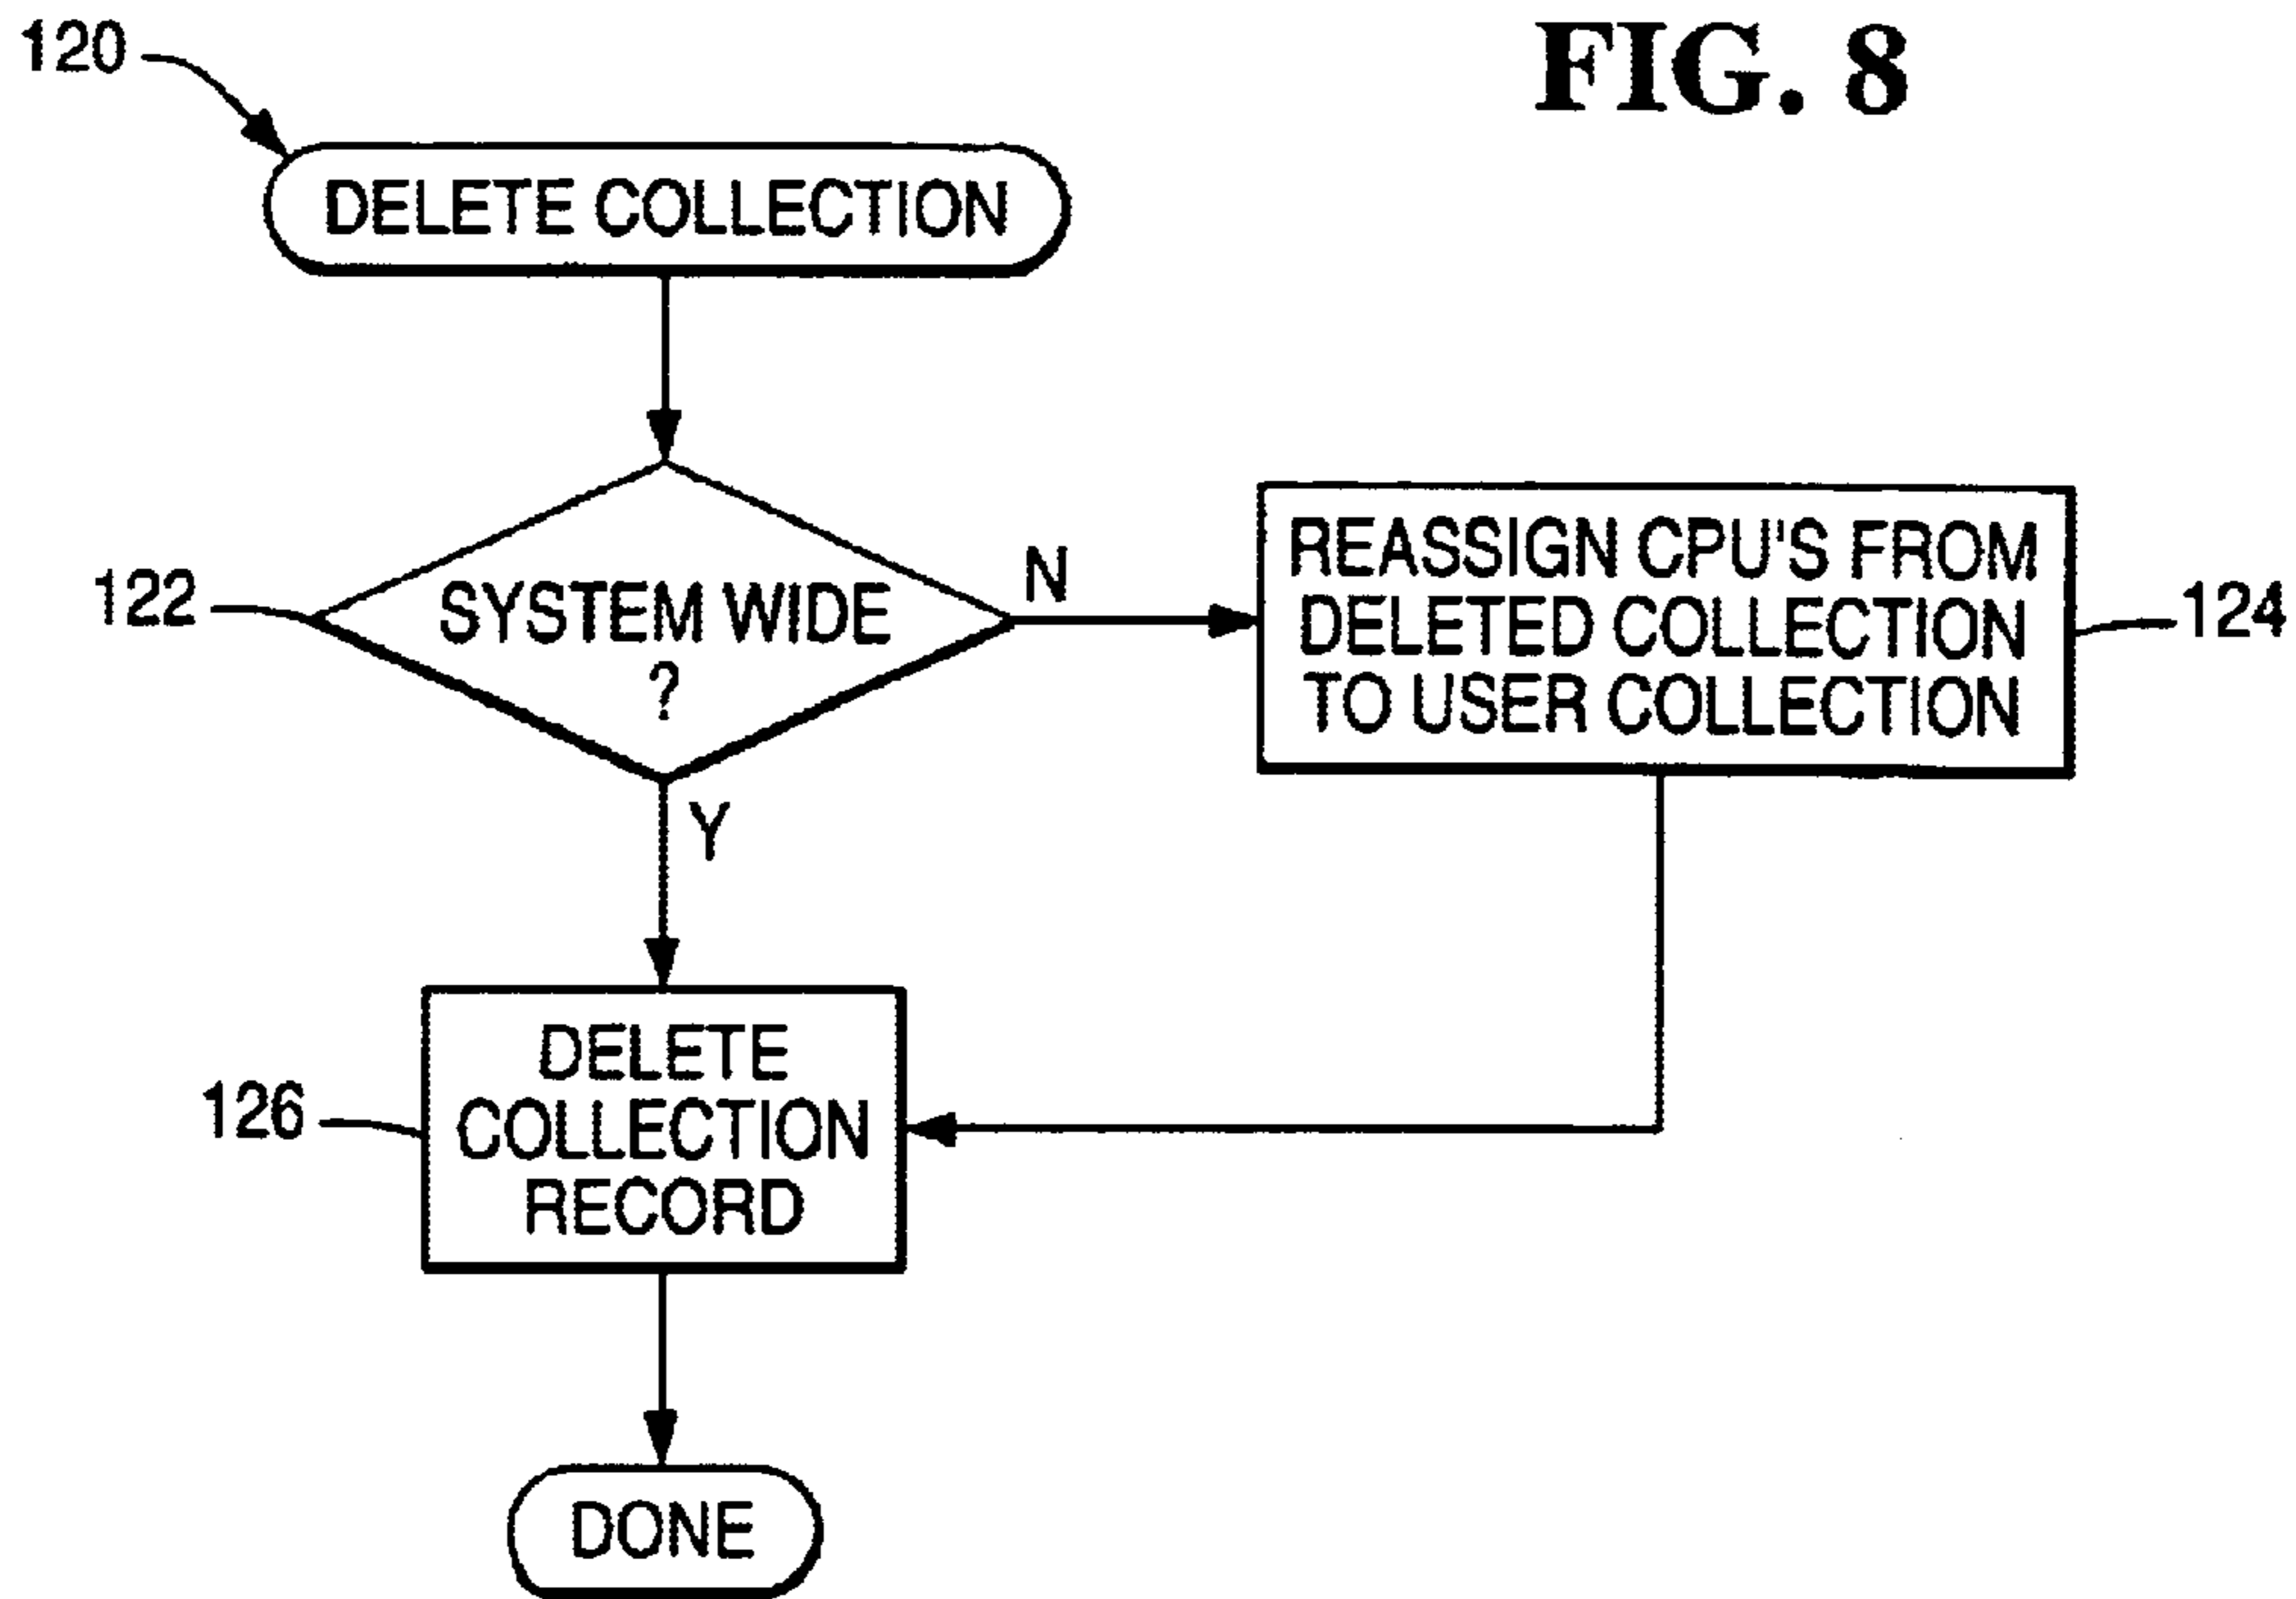 FIG. 8
120
DELETE COLLECTION
122
SYSTEM WIDE
?
N
Y
REASSIGN CPU'S FROM
DELETED COLLECTION
TO USER COLLECTION
124
126
DELETE
COLLECTION
RECORD
DONE